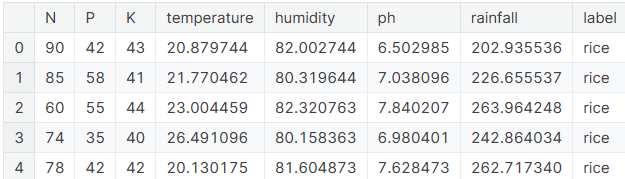 N P K temperature humidity ph rainfall label
0 90 42 43 20.879744 82.002744 6.502985 202.935536 rice
1 85 58 41 21.770462 80.319644 7.038096 226.655537 rice
2 60 55 44 23.004459 82.320763 7.840207 263.964248 rice
3 74 35 40 26.491096 80.158363 6.980401 242.864034 rice
4 78 42 42 20.130175 81.604873 7.628473 262.717340 rice